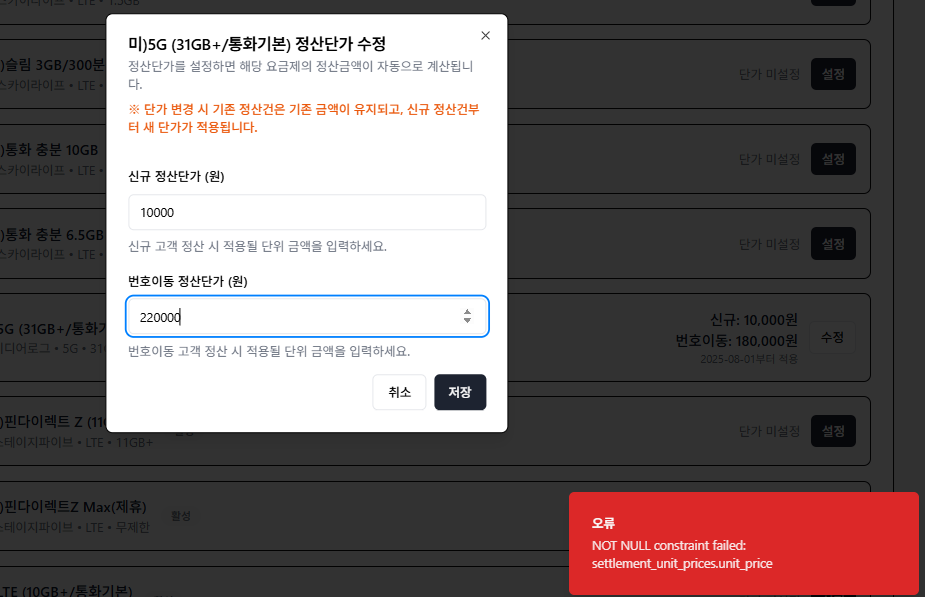 미)5G (31GB+/통화기본) 정산단가 수정
정산단가를 설정하면 해당 요금제의 정산금액이 자동으로 계산됩니
다.
※ 단가 변경 시 기존 정산건은 기존 금액이 유지되고, 신규 정산건부
터 새 단가가 적용됩니다.
신규 정산단가 (원)
10000
신규 고객 정산 시 적용될 단위 금액을 입력하세요.
번호이동 정산단가 (원)
220000
번호이동 고객 정산 시 적용될 단위 금액을 입력하세요.
취소 저장
)슬림 3GB/300분
스카이라이프 • LTE •
단가 미설정 설정
)통화 충분 10GB
스카이라이프 • LTE •
단가 미설정 설정
)통화 충분 6.5GB
스카이라이프 • LTE •
단가 미설정 설정
5G (31GB+/통화기
미디어로그 • 5G • 31
신규: 10,000원
번호이동: 180,000원
2025-08-01부터 적용
수정
)핀다이렉트 Z (11
스테이지파이브 • LTE • 11GB+
단가 미설정 설정
)핀다이렉트Z Max(제휴) 활성
스테이지파이브 • LTE • 무제한
LTE (10GB+/통화기본)
오류
NOT NULL constraint failed:
settlement_unit_prices.unit_price